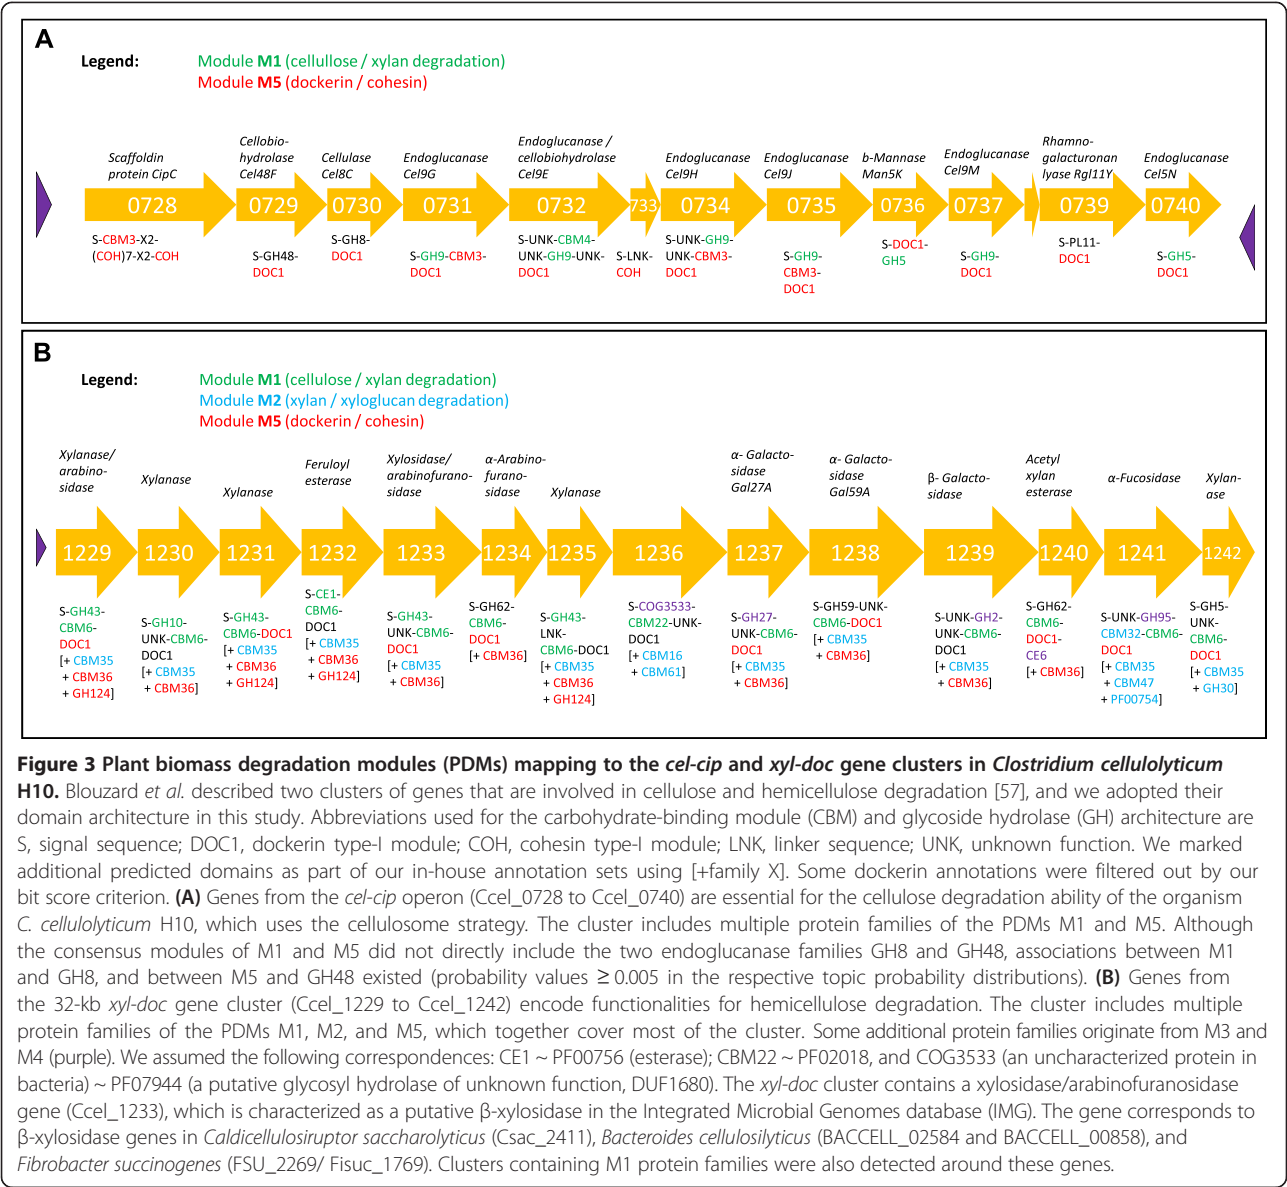 A
Legend:
Module M1 (cellullose / xylan degradation)
Module M5 (dockerin / cohesin)
Scaffoldin
protein CipC
Cellobio-
hydrolase
Cel48F
Cellulase
Cel8C
Endoglucanase
Cel9G
Endoglucanase /
cellobiohydrolase
Cel9E
Endoglucanase
Cel9H
Endoglucanase
Cel9J
b-Mannase
Man5K
Endoglucanase
Cel9M
Rhamno-
galacturonan
lyase Rgl11Y
Endoglucanase
Cel5N
0728
0729
0730
0731
0732
733
0734
0735
0736
0737
0739
0740
S-CBM3-X2-
(COH)7-X2-COH
S-GH48-
DOC1
S-GH8-
DOC1
S-GH9-CBM3-
DOC1
S-UNK-CBM4-
UNK-GH9-UNK-
DOC1
S-LNK-
COH
S-UNK-GH9-
UNK-CBM3-
DOC1
S-GH9-
CBM3-
DOC1
S-DOC1-
GH5
S-GH9-
DOC1
S-PL11-
DOC1
S-GH5-
DOC1
B
Legend:
Module M1 (cellulose / xylan degradation)
Module M2 (xylan / xyloglucan degradation)
Module M5 (dockerin / cohesin)
Xylanase/
arabino-
sidase
Xylanase
Xylanase
Feruloyl
esterase
Xylosidase/
arabinofurano-
sidase
α-Arabino-
furano-
sidase
Xylanase
α- Galacto-
sidase
Gal27A
α- Galacto-
sidase
Gal59A
β- Galacto-
sidase
Acetyl
xylan
esterase
α-Fucosidase
Xylan-
ase
1229
1230
1231
1232
1233
1234
1235
1236
1237
1238
1239
1240
1241
1242
S-GH43-
CBM6-
DOC1
[+ CBM35
+ CBM36
+ GH124]
S-GH10-
UNK-CBM6-
DOC1
[+ CBM35
+ CBM36]
S-GH43-
CBM6-DOC1
[+ CBM35
+ CBM36
+ GH124]
S-CE1-
CBM6-
DOC1
[+ CBM35
+ CBM36
+ GH124]
S-GH43-
UNK-CBM6-
DOC1
[+ CBM35
+ CBM36]
S-GH62-
CBM6-
DOC1
[+ CBM36]
S-GH43-
LNK-
CBM6-DOC1
[+ CBM35
+ CBM36
+ GH124]
S-COG3533-
CBM22-UNK-
DOC1
[+ CBM16
+ CBM61]
S-GH27-
UNK-CBM6-
DOC1
[+ CBM35
+ CBM36]
S-GH59-UNK-
CBM6-DOC1
[+ CBM35
+ CBM36]
S-UNK-GH2-
UNK-CBM6-
DOC1
[+ CBM35
+ CBM36]
S-GH62-
CBM6-
DOC1-
CE6
[+ CBM36]
S-UNK-GH95-
CBM32-CBM6-
DOC1
[+ CBM35
+ CBM47
+ PF00754]
S-GH5-
UNK-
CBM6-
DOC1
[+ CBM35
+ GH30]
Figure 3 Plant biomass degradation modules (PDMs) mapping to the cel-cip and xyl-doc gene clusters in Clostridium cellulolyticum
H10. Blouzard et al. described two clusters of genes that are involved in cellulose and hemicellulose degradation [57], and we adopted their
domain architecture in this study. Abbreviations used for the carbohydrate-binding module (CBM) and glycoside hydrolase (GH) architecture are
S, signal sequence; DOC1, dockerin type-I module; COH, cohesin type-I module; LNK, linker sequence; UNK, unknown function. We marked
additional predicted domains as part of our in-house annotation sets using [+family X]. Some dockerin annotations were filtered out by our
bit score criterion. (A) Genes from the cel-cip operon (Ccel_0728 to Ccel_0740) are essential for the cellulose degradation ability of the organism
C. cellulolyticum H10, which uses the cellulosome strategy. The cluster includes multiple protein families of the PDMs M1 and M5. Although
the consensus modules of M1 and M5 did not directly include the two endoglucanase families GH8 and GH48, associations between M1
and GH8, and between M5 and GH48 existed (probability values ≥ 0.005 in the respective topic probability distributions). (B) Genes from
the 32-kb xyl-doc gene cluster (Ccel_1229 to Ccel_1242) encode functionalities for hemicellulose degradation. The cluster includes multiple
protein families of the PDMs M1, M2, and M5, which together cover most of the cluster. Some additional protein families originate from M3 and
M4 (purple). We assumed the following correspondences: CE1 ~ PF00756 (esterase); CBM22 ~ PF02018, and COG3533 (an uncharacterized protein in
bacteria) ~ PF07944 (a putative glycosyl hydrolase of unknown function, DUF1680). The xyl-doc cluster contains a xylosidase/arabinofuranosidase
gene (Ccel_1233), which is characterized as a putative β-xylosidase in the Integrated Microbial Genomes database (IMG). The gene corresponds to
β-xylosidase genes in Caldicellulosiruptor saccharolyticus (Csac_2411), Bacteroides cellulosilyticus (BACCELL_02584 and BACCELL_00858), and
Fibrobacter succinogenes (FSU_2269/ Fisuc_1769). Clusters containing M1 protein families were also detected around these genes.